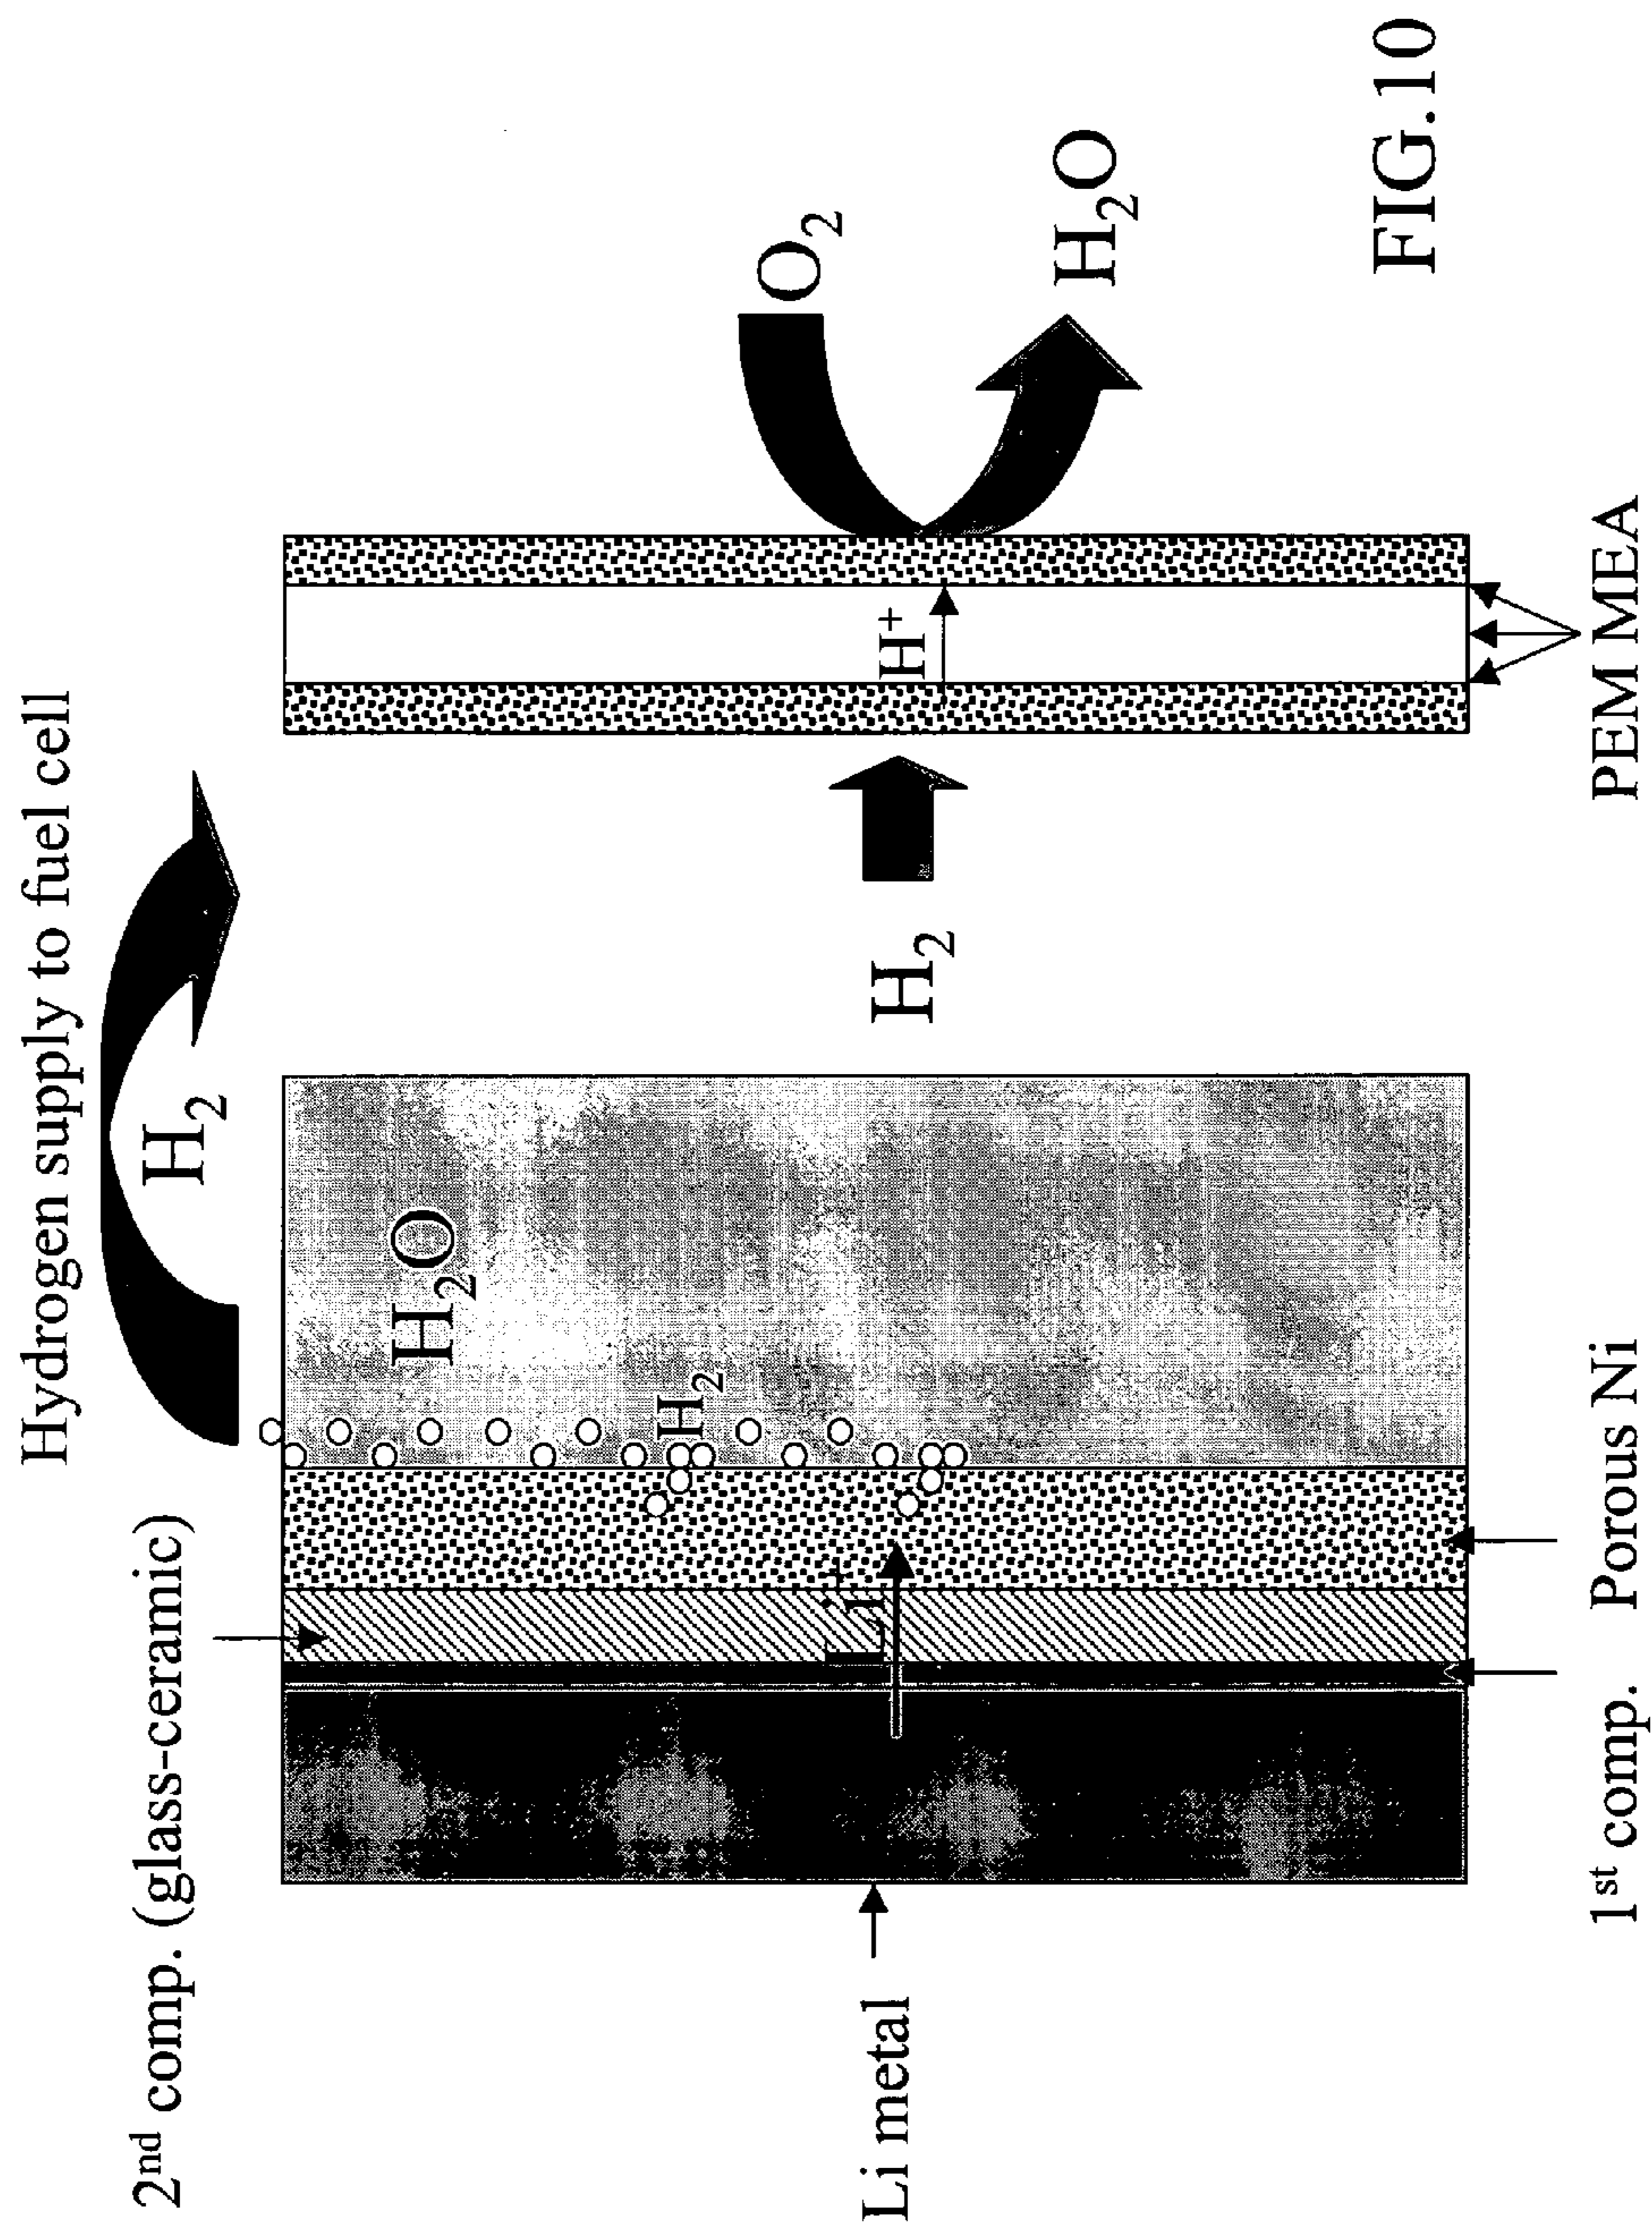 Hydrogen supply to fuel cell
2nd comp. (glass-ceramic)
H2
H2O
H2
Li+
Li metal
H2
H+
O2
H2O
1st comp.
Porous Ni
PEM MEA
FIG.10